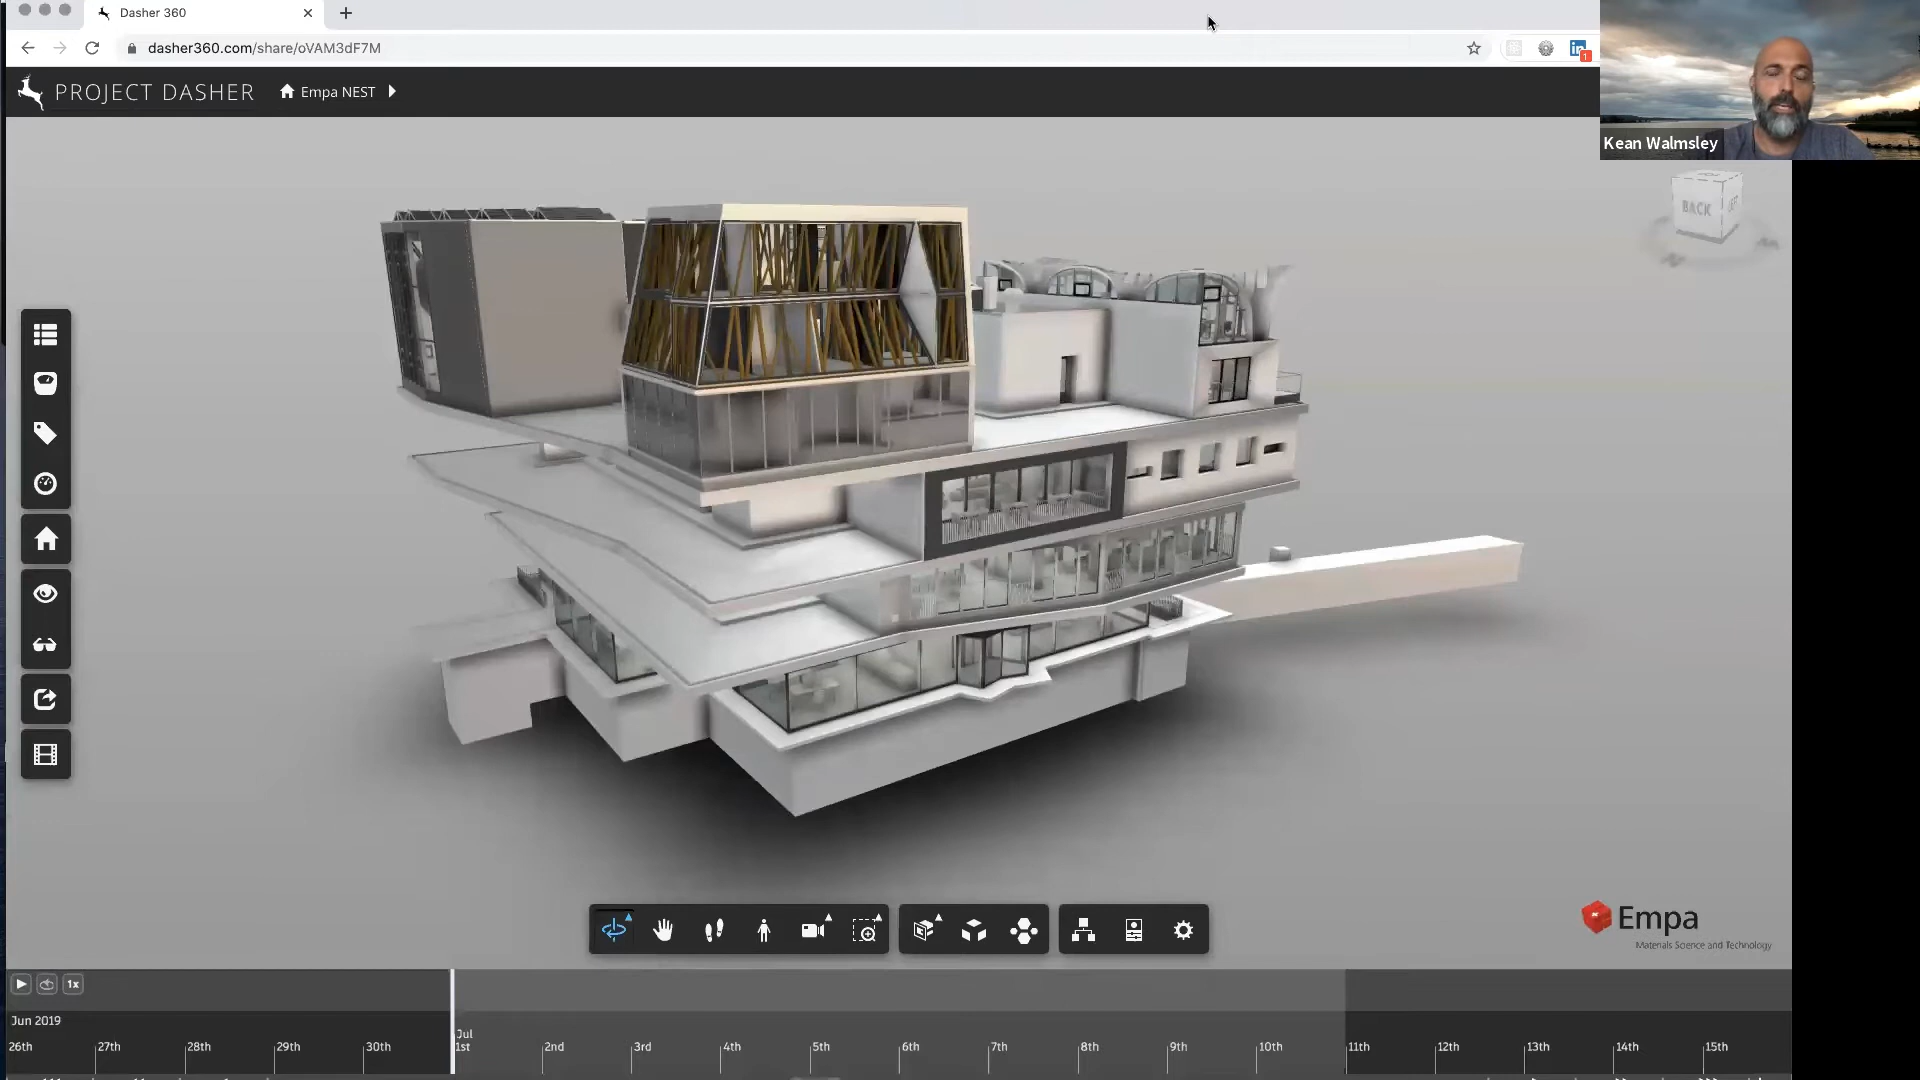 Dasher 360
dasher360.com/share/oVAM3dF7M
1
PROJECT DASHER
Empa NEST
Kean Walmsley
BACK
Empa
Materials Science and Technology
1x
Jun 2019
Jul
26th 27th 28th 29th 30th 1st 2nd 3rd 4th 5th 6th 7th 8th 9th 10th 11th 12th 13th 14th 15th